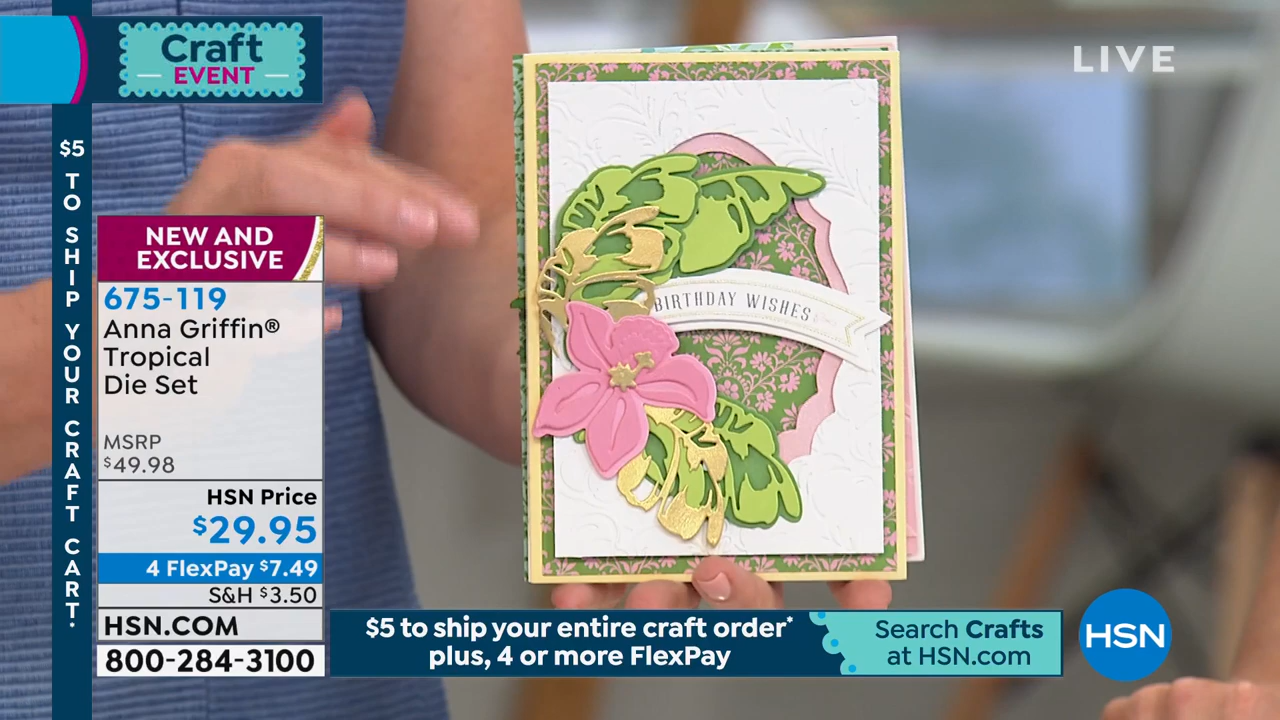 Craft
EVENT
LIVE
$5 TO SHIP YOUR CRAFT CART.*
NEW AND
EXCLUSIVE
675-119
Anna Griffin®
Tropical
Die Set
MSRP
$49.98
HSN Price
$29.95
4 FlexPay $7.49
S&H $3.50
HSN.COM
800-284-3100
BIRTHDAY WISHES
$5 to ship your entire craft order*
plus, 4 or more FlexPay
Search Crafts
at HSN.com
HSN